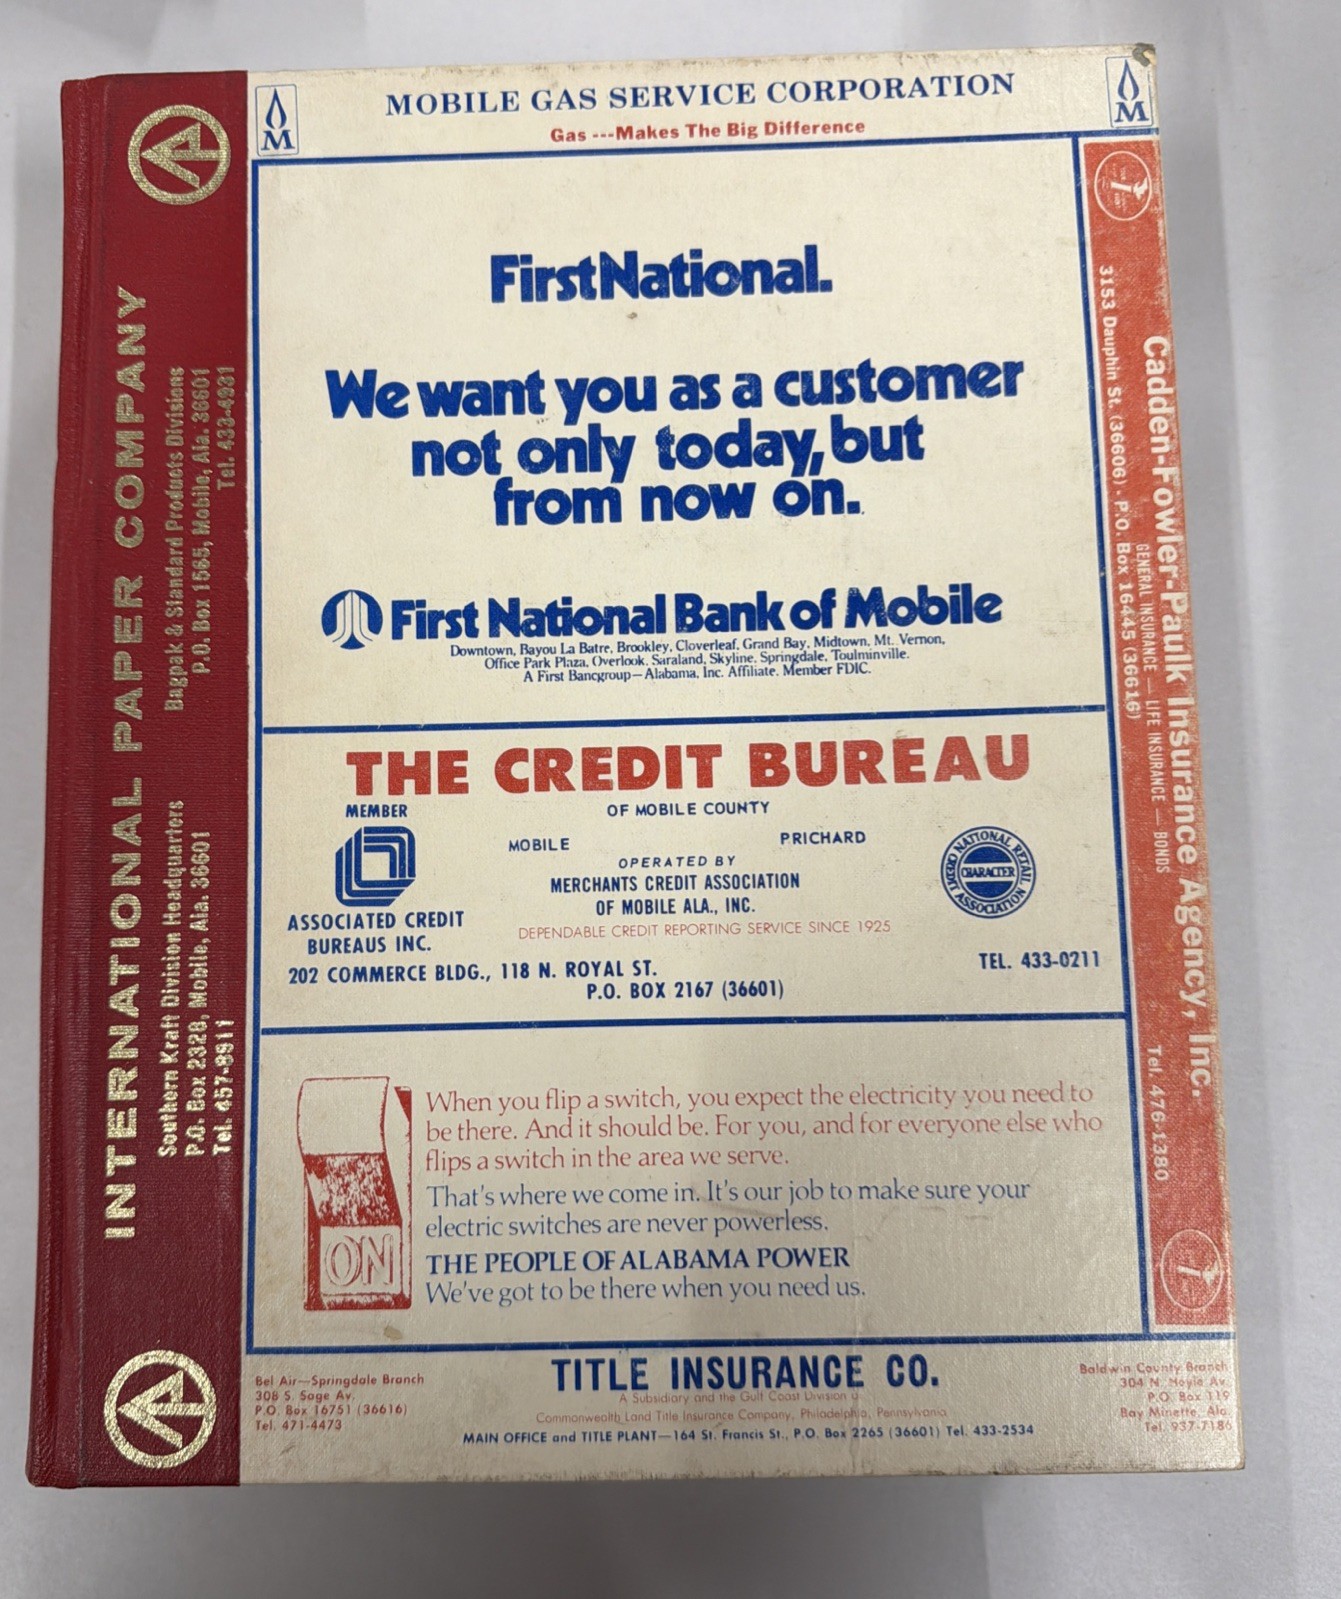 MOBILE GAS SERVICE CORPORATION
Gas ---Makes The Big Difference
M
M
INTERNATIONAL PAPER COMPANY
Southern Kraft Division Headquarters
P.O. Box 2328, Mobile, Ala. 36601
Tel. 457-8911
Bagpak & Standard Products Divisions
P.O. Box 1565, Mobile, Ala. 36601
Tel. 433-4931
FirstNational.
We want you as a customer
not only today, but
from now on.
First National Bank of Mobile
Downtown, Bayou La Batre, Brookley, Cloverleaf, Grand Bay, Midtown, Mt. Vernon,
Office Park Plaza, Overlook, Saraland, Skyline, Springdale, Toulminville.
A First Bancgroup—Alabama, Inc. Affiliate. Member FDIC.
Cadden-Fowler-Paulk Insurance Agency, Inc.
GENERAL INSURANCE — LIFE INSURANCE — BONDS
3153 Dauphin St. (36606) · P.O. Box 16445 (36616)
Tel. 476-1380
THE CREDIT BUREAU
OF MOBILE COUNTY
MEMBER
MOBILE PRICHARD
OPERATED BY
MERCHANTS CREDIT ASSOCIATION
OF MOBILE ALA., INC.
DEPENDABLE CREDIT REPORTING SERVICE SINCE 1925
ASSOCIATED CREDIT
BUREAUS INC.
NATIONAL RETAIL CREDIT ASSOCIATION
CHARACTER
202 COMMERCE BLDG., 118 N. ROYAL ST.
P.O. BOX 2167 (36601)
TEL. 433-0211
ON
When you flip a switch, you expect the electricity you need to
be there. And it should be. For you, and for everyone else who
flips a switch in the area we serve.
That's where we come in. It's our job to make sure your
electric switches are never powerless.
THE PEOPLE OF ALABAMA POWER
We've got to be there when you need us.
TITLE INSURANCE CO.
A Subsidiary and the Gulf Coast Division
Commonwealth Land Title Insurance Company, Philadelphia, Pennsylvania
MAIN OFFICE and TITLE PLANT—164 St. Francis St., P.O. Box 2265 (36601) Tel. 433-2534
Bel Air—Springdale Branch
308 S. Sage Av.
P.O. Box 16751 (36616)
Tel. 471-4473
Baldwin County Branch
304 N. Hoyle Av.
P.O. Box 119
Bay Minette, Ala.
Tel. 937-7186